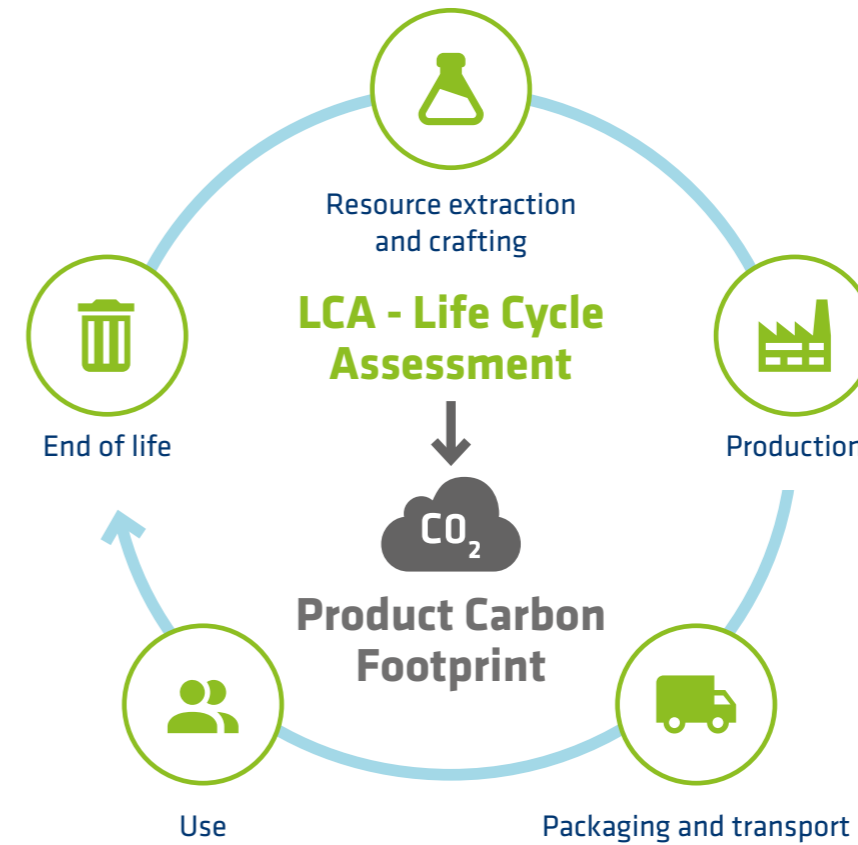 Resource extraction
and crafting
LCA - Life Cycle
Assessment
End of life
Production
CO₂
Product Carbon
Footprint
Use
Packaging and transport